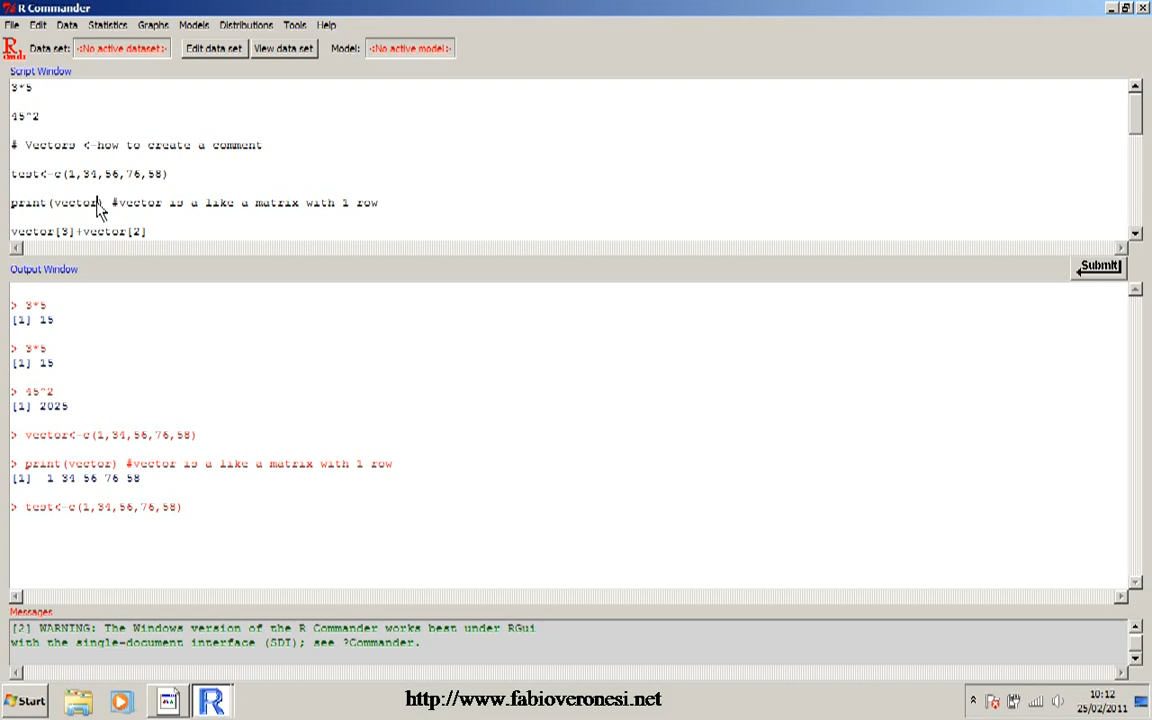 R Commander
File Edit Data Statistics Graphs Models Distributions Tools Help
Data set: <No active dataset> Edit data set View data set Model: <No active model>
Script Window
3*5
45^2
# Vectors <-how to create a comment
test<-c(1,34,56,76,58)
print(vector) #vector is a like a matrix with 1 row
vector[3]+vector[2]
Submit
Output Window
> 3*5
[1] 15
> 3*5
[1] 15
> 45^2
[1] 2025
> vector<-c(1,34,56,76,58)
> print(vector) #vector is a like a matrix with 1 row
[1]  1 34 56 76 58
> test<-c(1,34,56,76,58)
Messages
[2] WARNING: The Windows version of the R Commander works best under RGui
with the single-document interface (SDI); see ?Commander.
Start
http://www.fabioveronesi.net
10:12
25/02/2011